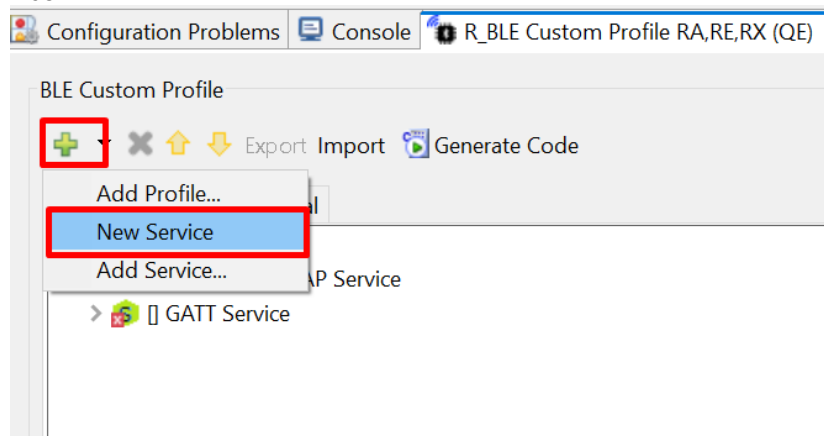 Configuration Problems Console R_BLE Custom Profile RA,RE,RX (QE)
BLE Custom Profile
Export Import Generate Code
Add Profile...
New Service
Add Service... AP Service
[] GATT Service